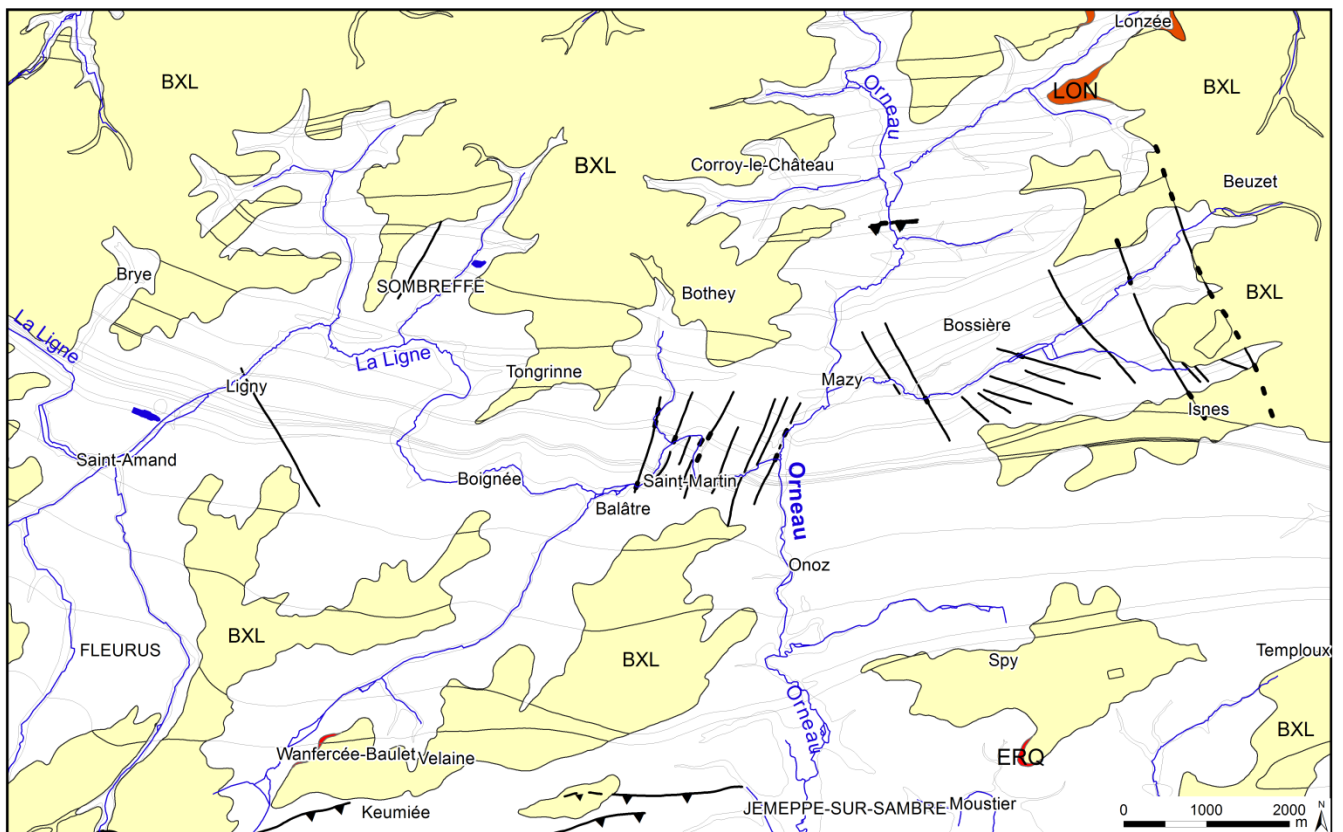 Lonzée
BXL
LON
BXL
Orneau
BXL
Corroy-le-Château
Beuzet
Brye
SOMBREFFE
Bothey
BXL
La Ligne
La Ligne
Bossière
Tongrinne
Mazy
Ligny
Isnes
Saint-Amand
Boignée
Saint-Martin
Orneau
Balâtre
Onoz
BXL
FLEURUS
BXL
Spy
Temploux
Orneau
BXL
Wanfercée-Baulet
Velaine
ERQ
Keumiée
JEMEPPE-SUR-SAMBRE
Moustier
0 1000 2000
m
N